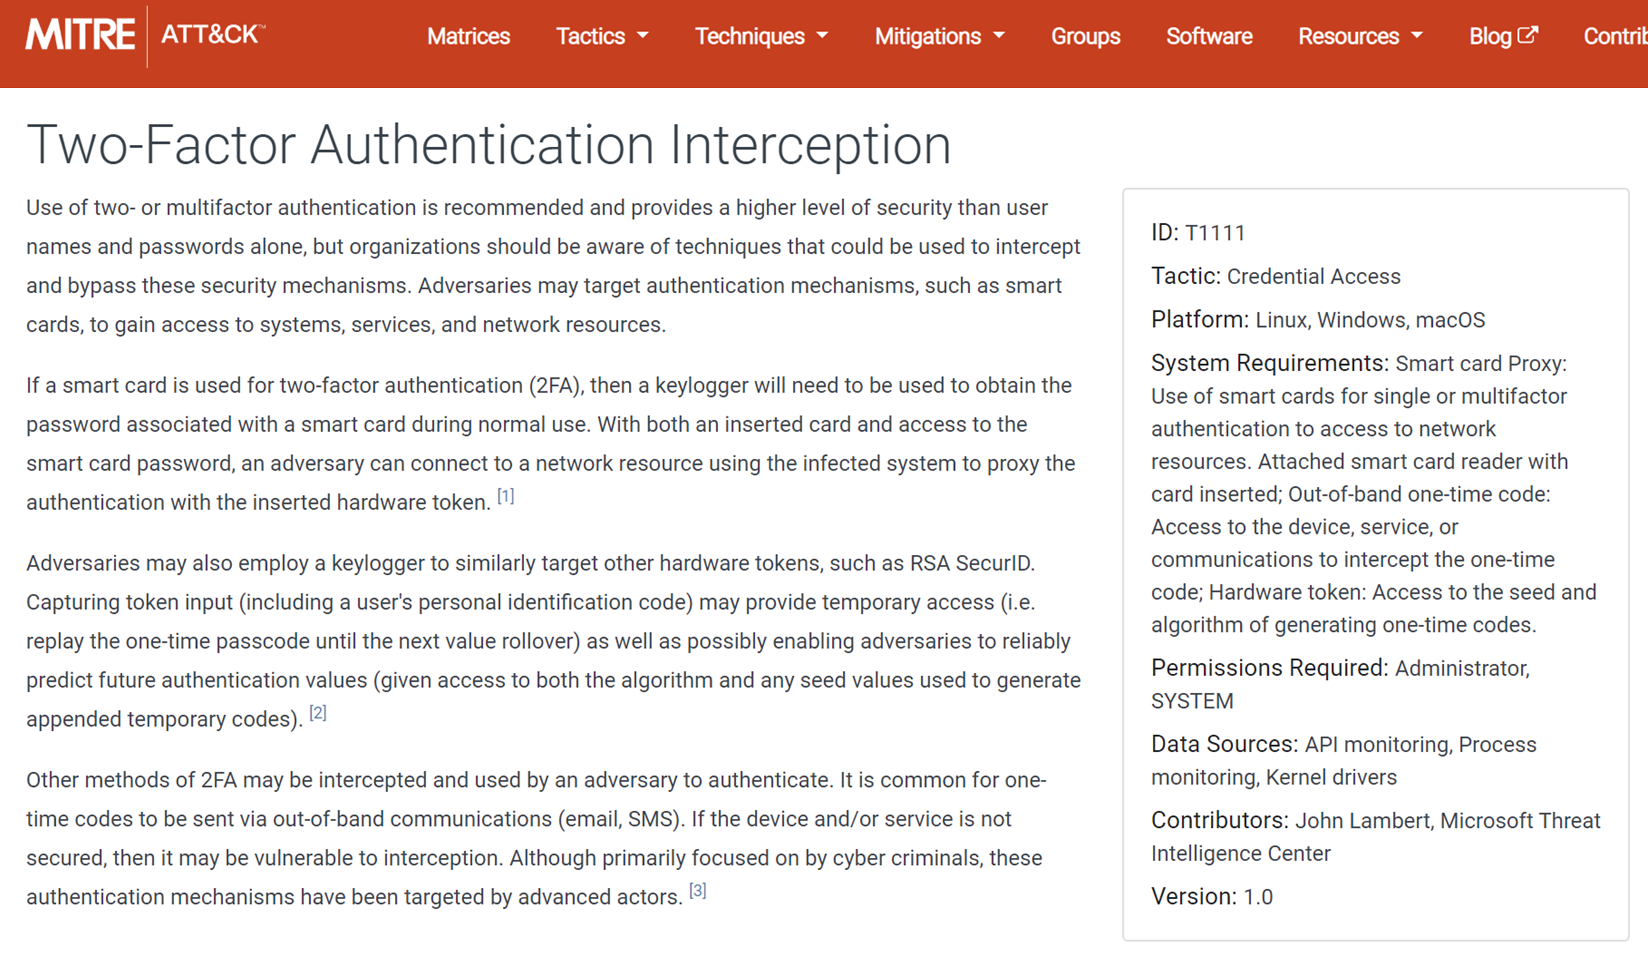 MITRE ATT&CK™ Matrices Tactics Techniques Mitigations Groups Software Resources Blog Contrib
Two-Factor Authentication Interception
Use of two- or multifactor authentication is recommended and provides a higher level of security than user
names and passwords alone, but organizations should be aware of techniques that could be used to intercept
and bypass these security mechanisms. Adversaries may target authentication mechanisms, such as smart
cards, to gain access to systems, services, and network resources.
If a smart card is used for two-factor authentication (2FA), then a keylogger will need to be used to obtain the
password associated with a smart card during normal use. With both an inserted card and access to the
smart card password, an adversary can connect to a network resource using the infected system to proxy the
authentication with the inserted hardware token. [1]
Adversaries may also employ a keylogger to similarly target other hardware tokens, such as RSA SecurID.
Capturing token input (including a user's personal identification code) may provide temporary access (i.e.
replay the one-time passcode until the next value rollover) as well as possibly enabling adversaries to reliably
predict future authentication values (given access to both the algorithm and any seed values used to generate
appended temporary codes). [2]
Other methods of 2FA may be intercepted and used by an adversary to authenticate. It is common for one-
time codes to be sent via out-of-band communications (email, SMS). If the device and/or service is not
secured, then it may be vulnerable to interception. Although primarily focused on by cyber criminals, these
authentication mechanisms have been targeted by advanced actors. [3]
ID: T1111
Tactic: Credential Access
Platform: Linux, Windows, macOS
System Requirements: Smart card Proxy:
Use of smart cards for single or multifactor
authentication to access to network
resources. Attached smart card reader with
card inserted; Out-of-band one-time code:
Access to the device, service, or
communications to intercept the one-time
code; Hardware token: Access to the seed and
algorithm of generating one-time codes.
Permissions Required: Administrator,
SYSTEM
Data Sources: API monitoring, Process
monitoring, Kernel drivers
Contributors: John Lambert, Microsoft Threat
Intelligence Center
Version: 1.0